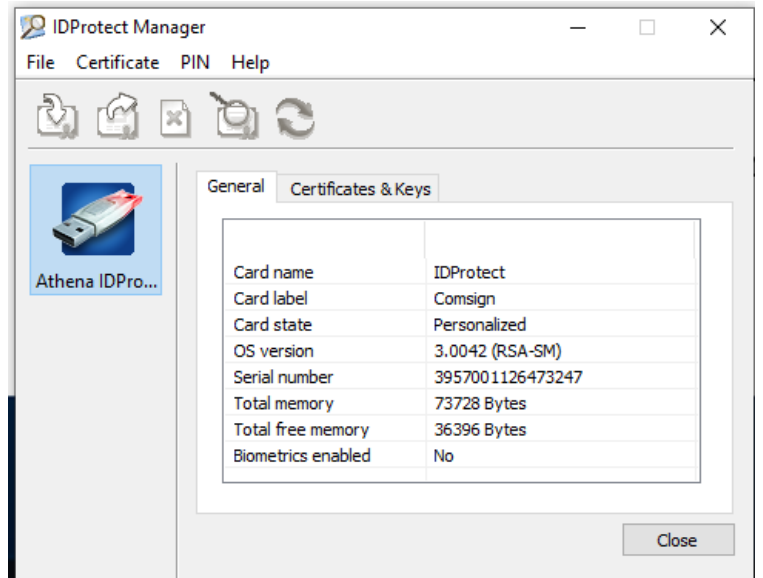 IDProtect Manager
File Certificate PIN Help
General Certificates & Keys
Athena IDPro...
Card name IDProtect
Card label Comsign
Card state Personalized
OS version 3.0042 (RSA-SM)
Serial number 3957001126473247
Total memory 73728 Bytes
Total free memory 36396 Bytes
Biometrics enabled No
Close